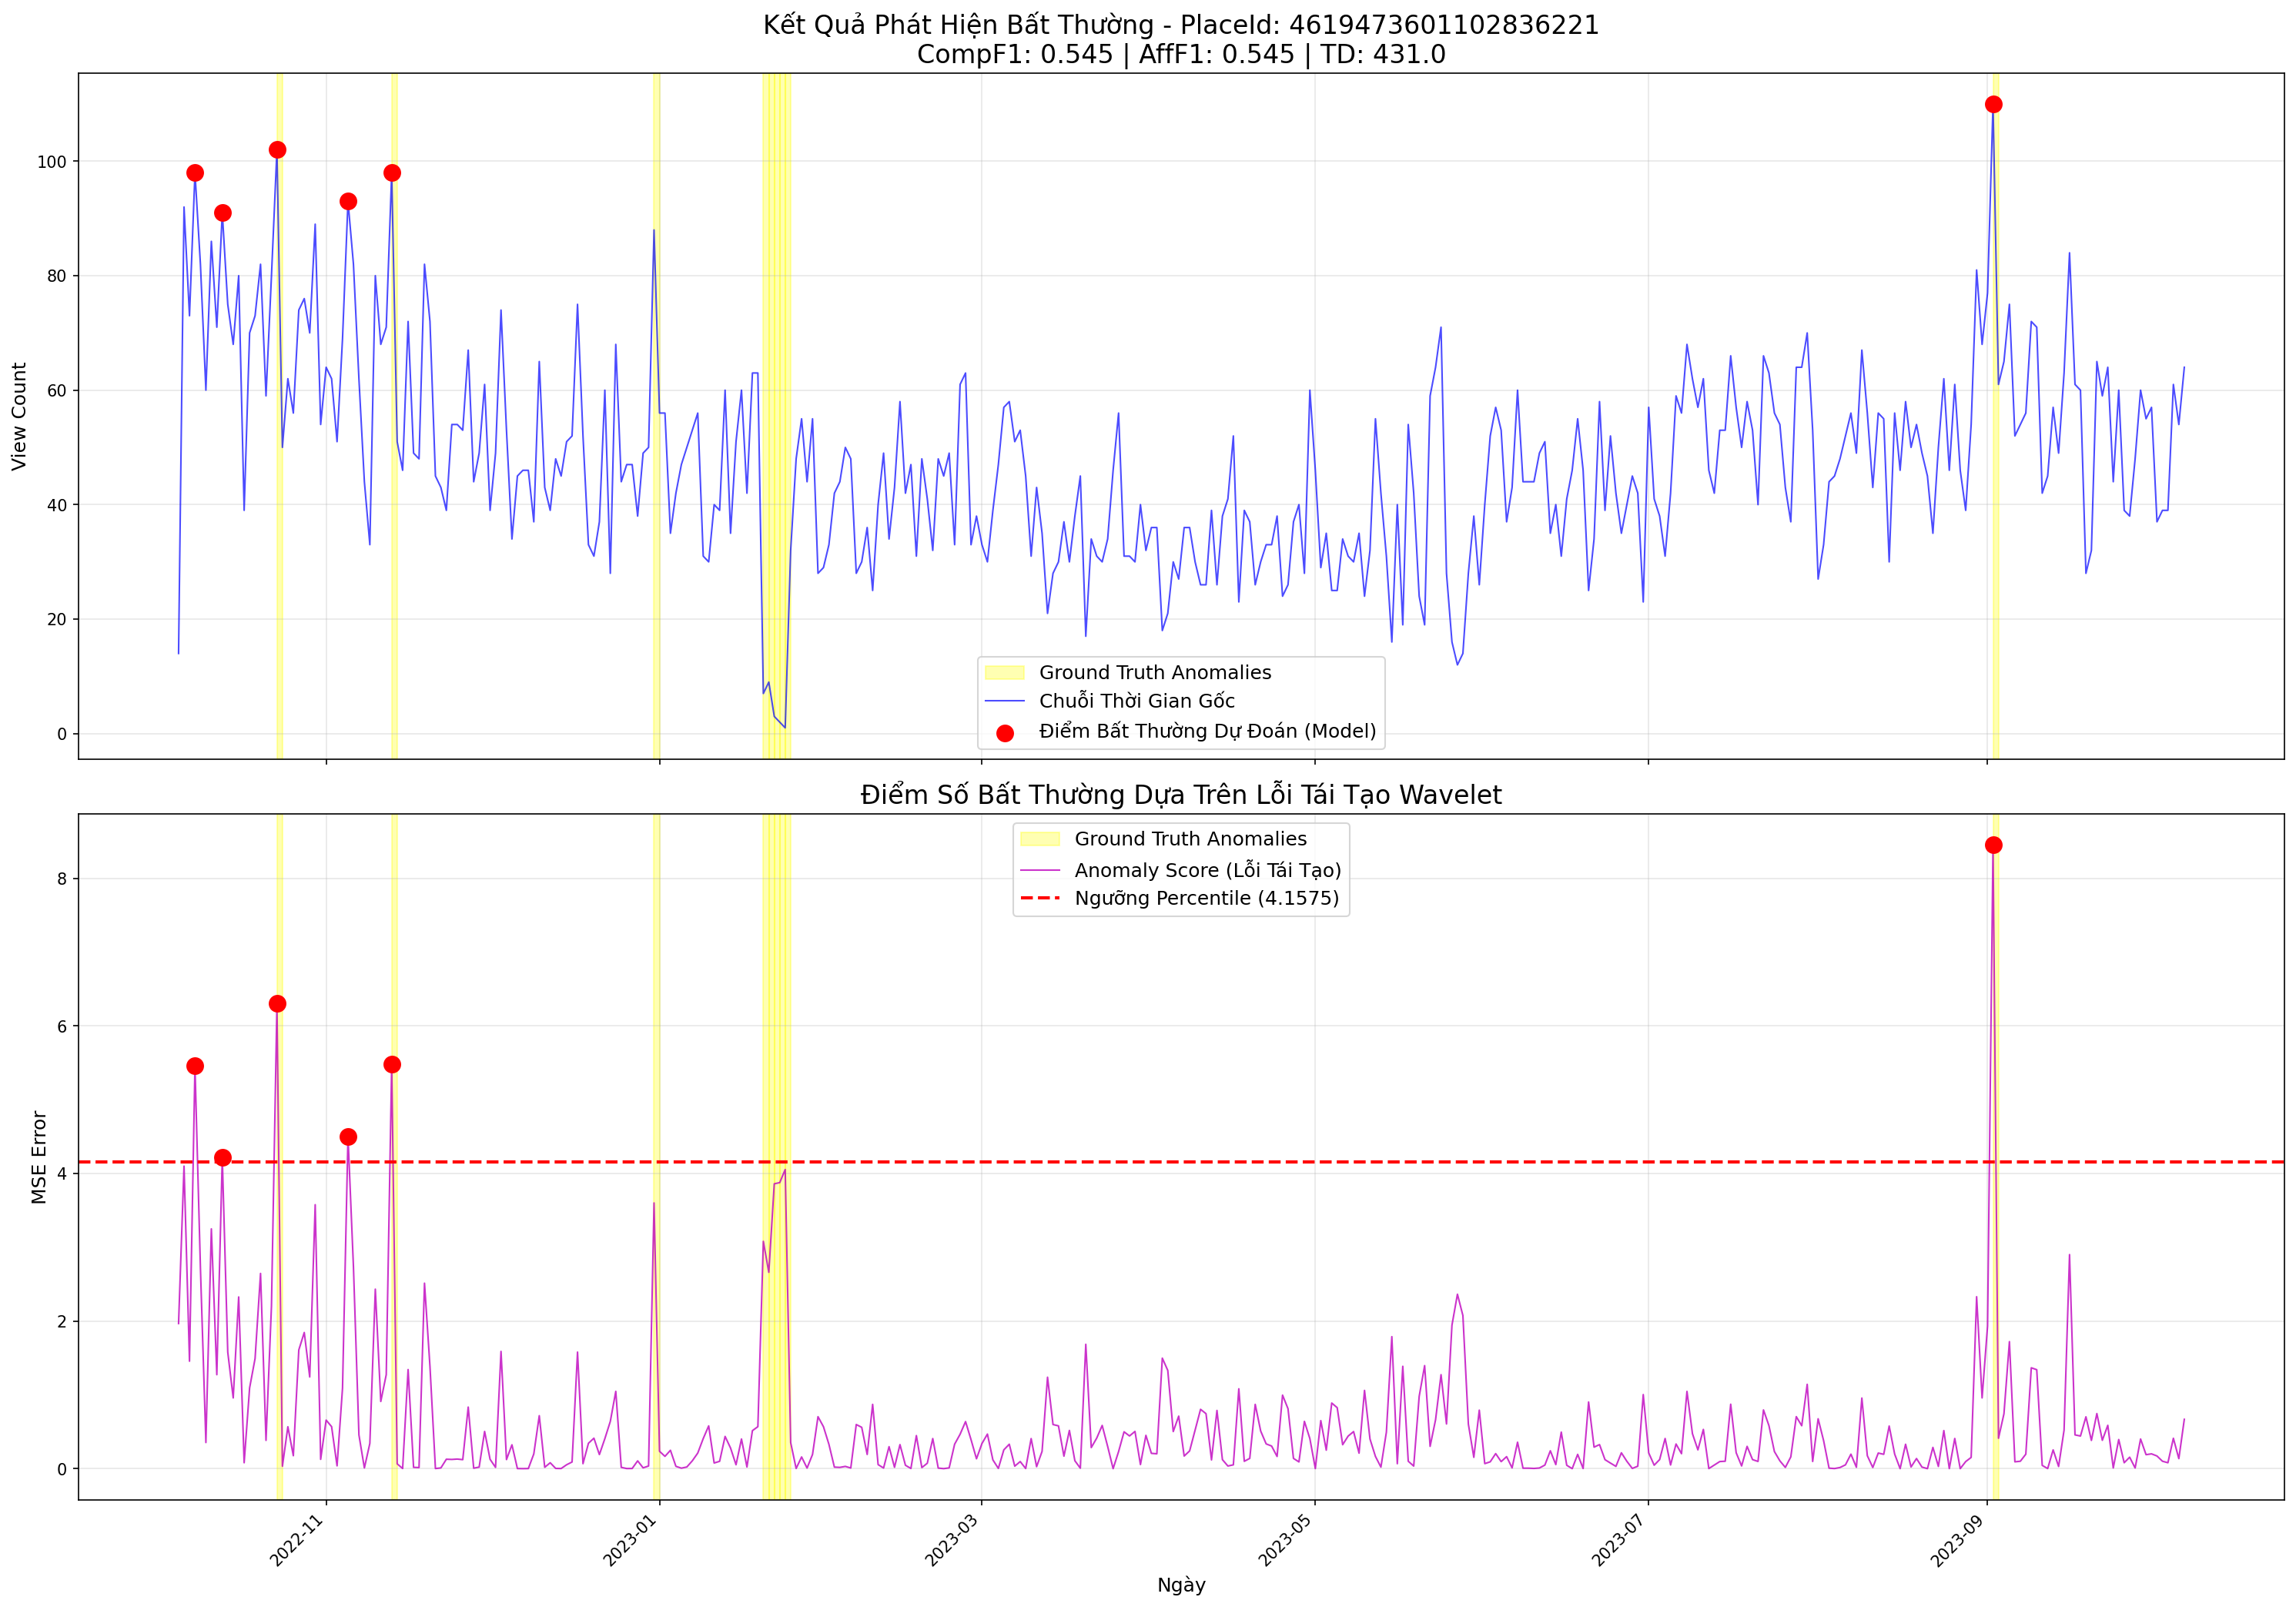 Kết Quả Phát Hiện Bất Thường - PlaceId: 4619473601102836221
CompF1: 0.545 | AffF1: 0.545 | TD: 431.0
View Count
100
80
60
40
20
0
Ground Truth Anomalies
Chuỗi Thời Gian Gốc
Điểm Bất Thường Dự Đoán (Model)
Điểm Số Bất Thường Dựa Trên Lỗi Tái Tạo Wavelet
MSE Error
8
6
4
2
0
Ground Truth Anomalies
Anomaly Score (Lỗi Tái Tạo)
Ngưỡng Percentile (4.1575)
2022-11
2023-01
2023-03
2023-05
2023-07
2023-09
Ngày